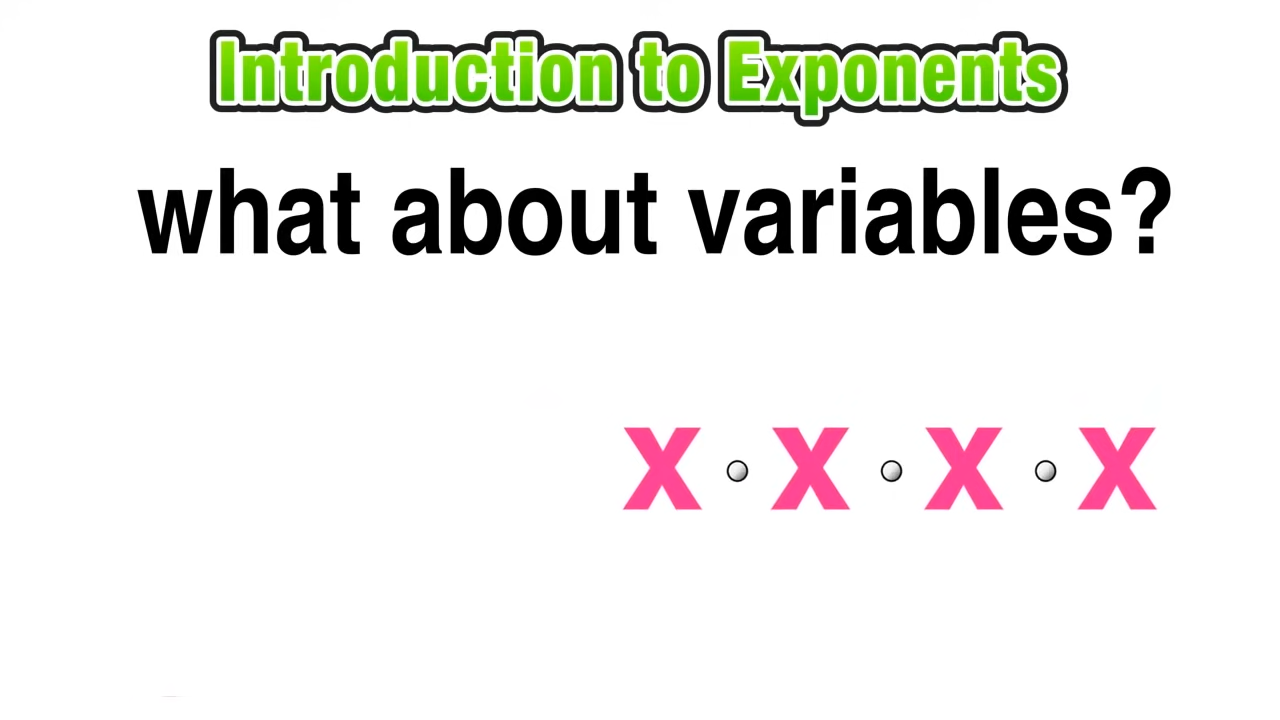 Introduction to Exponents
what about variables?
X · X · X · X